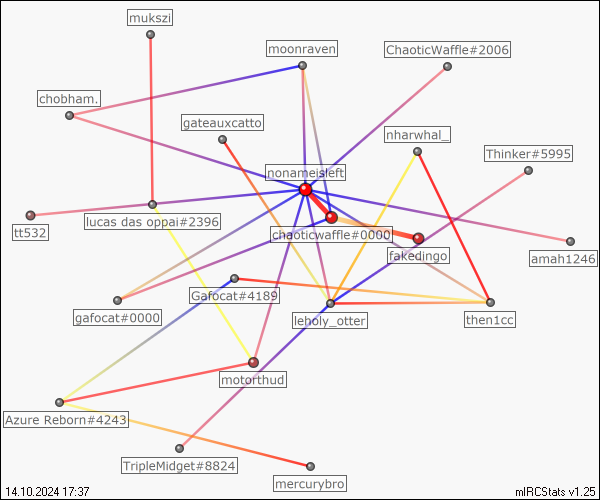 mukszi
moonraven
ChaoticWaffle#2006
chobham.
gateauxcatto
nharwhal_
Thinker#5995
nonameisleft
lucas das oppai#2396
tt532
chaoticwaffle#0000
fakedingo
amah1246
Gafocat#4189
gafocat#0000
leholy_otter
then1cc
motorthud
Azure Reborn#4243
TripleMidget#8824
mercurybro
14.10.2024 17:37
mIRCStats v1.25